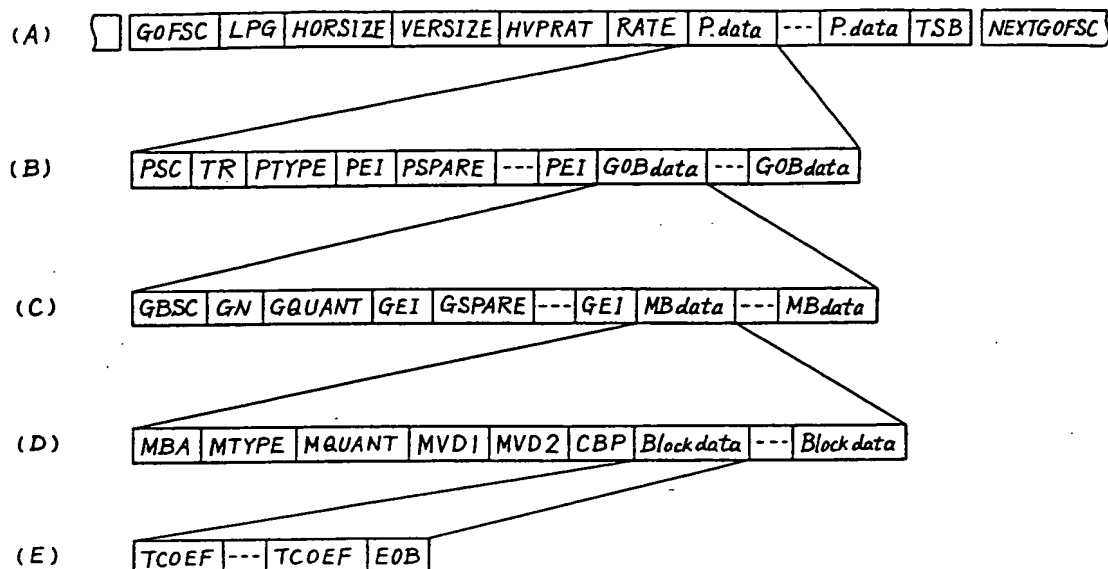 (A) GOFSC LPG HORSIZE VERSIZE HVPRAT RATE P.data --- P.data TSB NEXTGOFSC
(B) PSC TR PTYPE PEI PSPARE --- PEI GOBdata --- GOBdata
(C) GBSC GN GQUANT GEI GSPARE --- GEI MBdata --- MBdata
(D) MBA MTYPE MQUANT MVD1 MVD2 CBP Blockdata --- Blockdata
(E) TCOEF --- TCOEF EOB